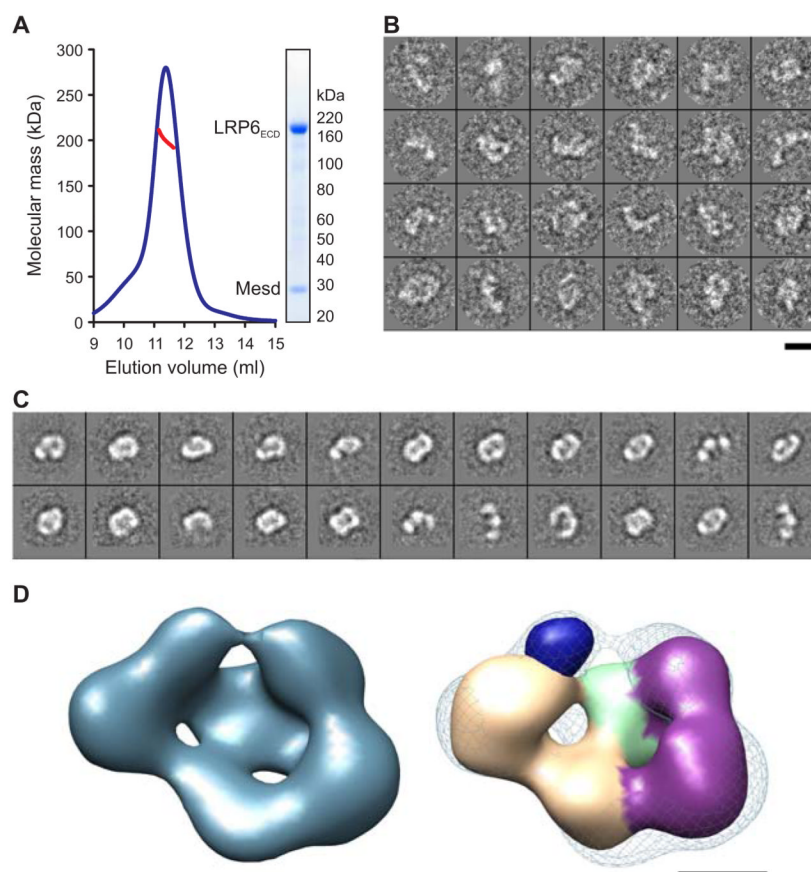 A
Molecular mass (kDa)
300
250
200
150
100
50
0
9 10 11 12 13 14 15
Elution volume (ml)
LRP6ECD
Mesd
kDa
220
160
100
80
60
50
40
30
20
B
C
D